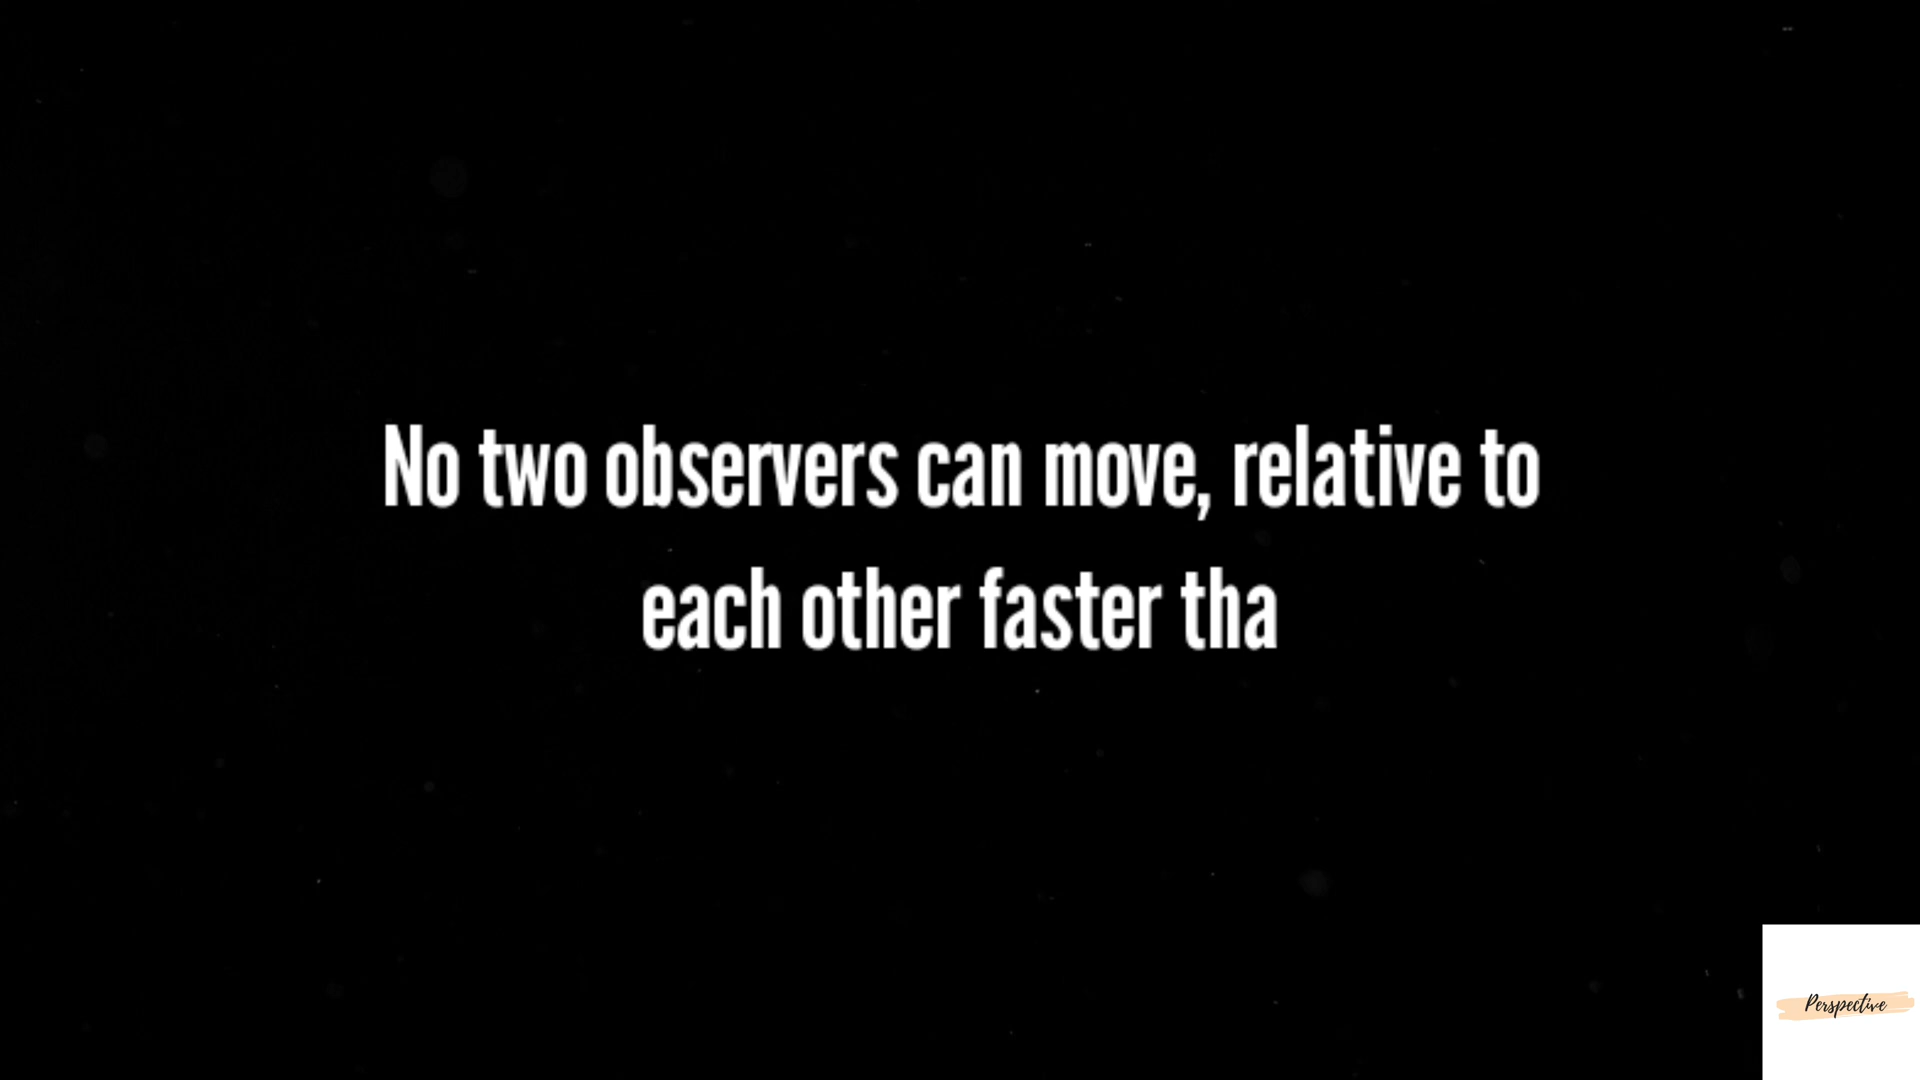 No two observers can move, relative to
each other faster tha
Perspective